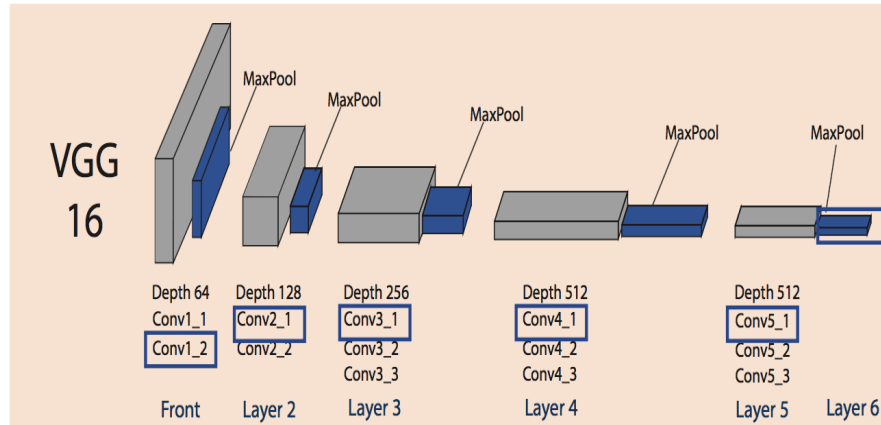 MaxPool
MaxPool
MaxPool
MaxPool
MaxPool
VGG
16
Depth 64
Conv1_1
Conv1_2
Front
Depth 128
Conv2_1
Conv2_2
Layer 2
Depth 256
Conv3_1
Conv3_2
Conv3_3
Layer 3
Depth 512
Conv4_1
Conv4_2
Conv4_3
Layer 4
Depth 512
Conv5_1
Conv5_2
Conv5_3
Layer 5
Layer 6